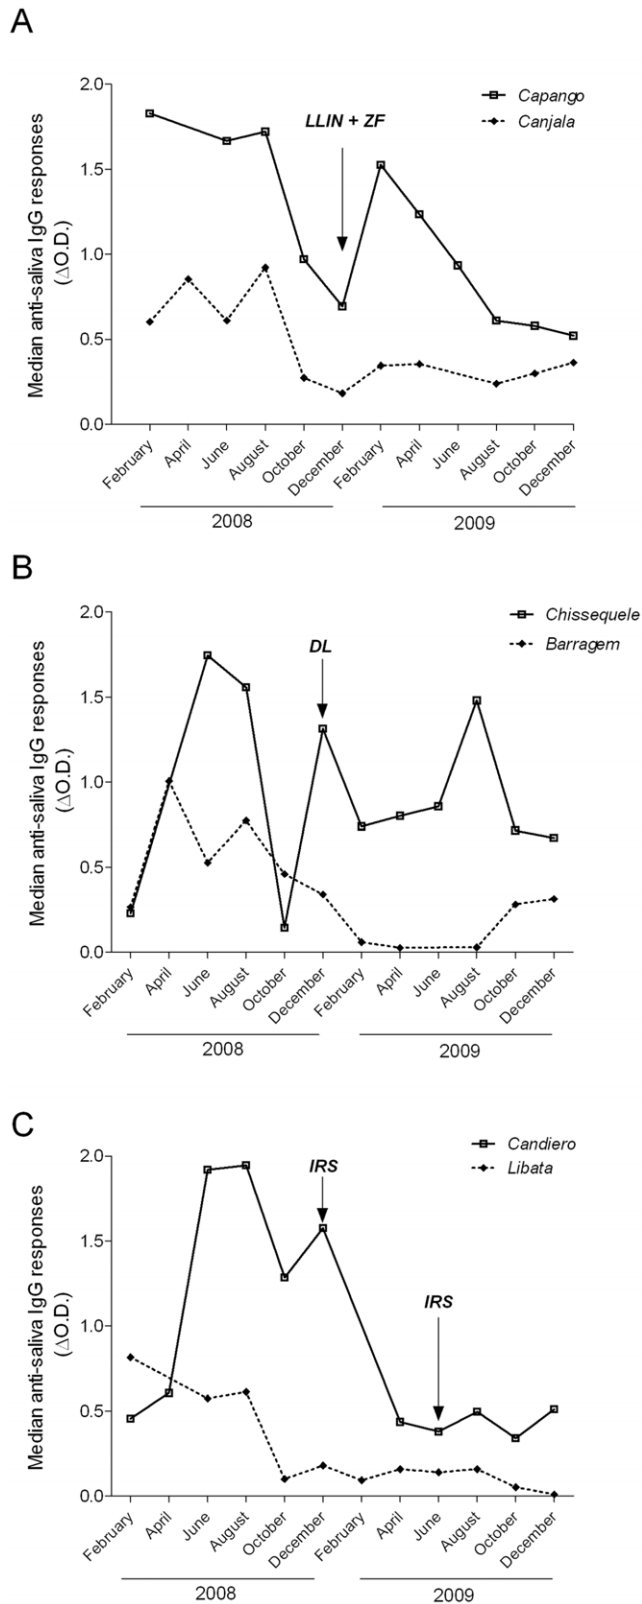 A
Median anti-saliva IgG responses
(△O.D.)
2.0
1.5
1.0
0.5
0.0
LLIN + ZF
Capango
Canjala
February
April
June
August
October
December
February
April
June
August
October
December
2008
2009
B
Median anti-saliva IgG responses
(△O.D.)
2.0
1.5
1.0
0.5
0.0
DL
Chissequele
Barragem
February
April
June
August
October
December
February
April
June
August
October
December
2008
2009
C
Median anti-saliva IgG responses
(△O.D.)
2.0
1.5
1.0
0.5
0.0
IRS
IRS
Candiero
Libata
February
April
June
August
October
December
February
April
June
August
October
December
2008
2009